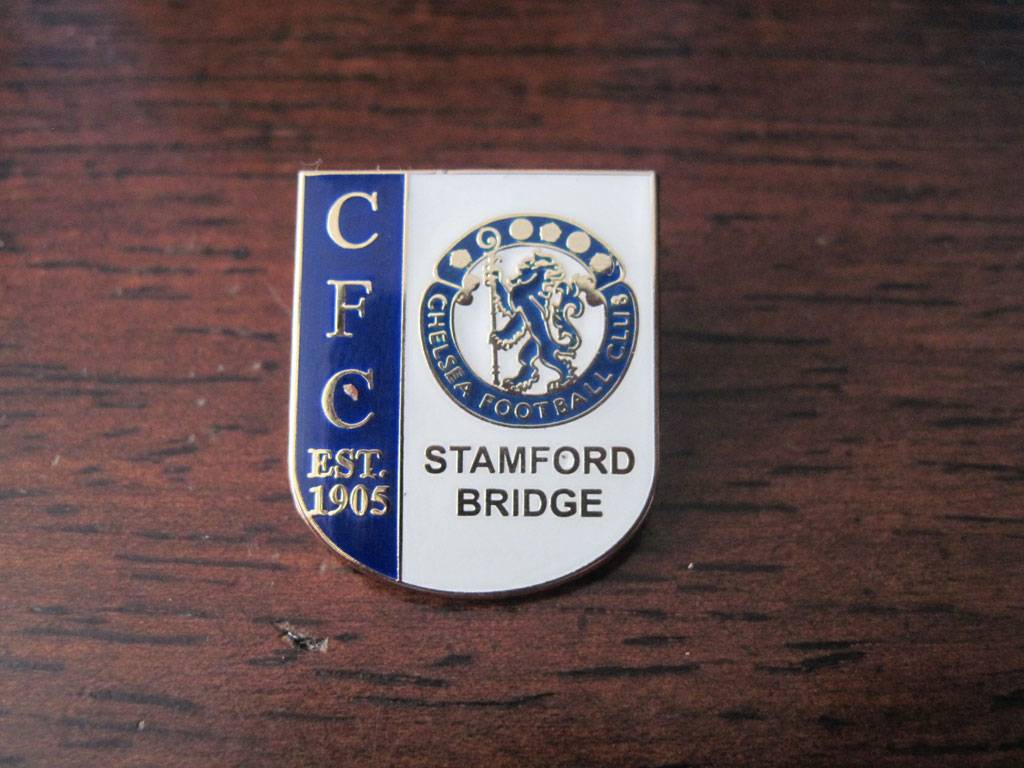 C
F
C
EST.
1905
CHELSEA FOOTBALL CLUB
STAMFORD
BRIDGE